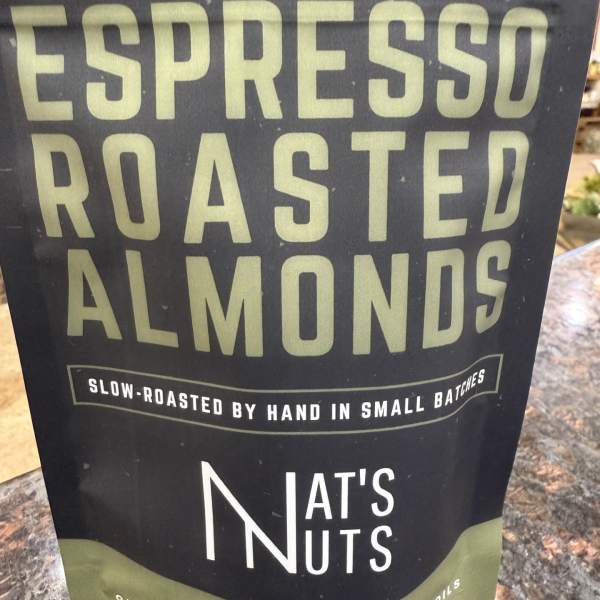 ESPRESSO
ROASTED
ALMONDS
SLOW-ROASTED BY HAND IN SMALL BATCHES
NAT'S
NUTS